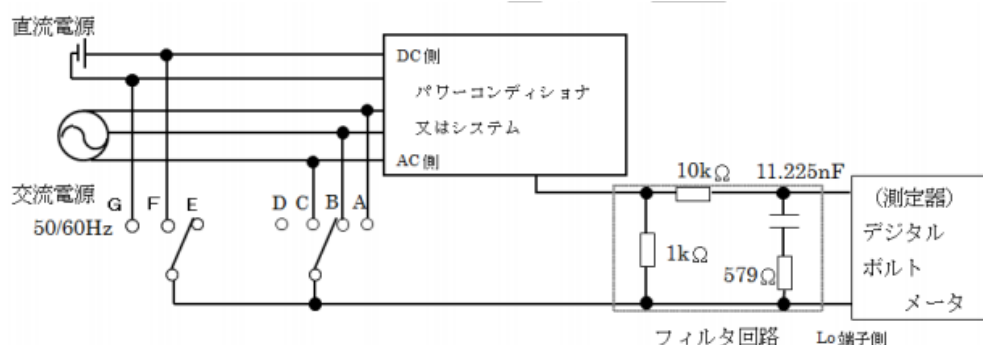 直流電源
DC側
パワーコンディショナ
又はシステム
AC側
交流電源
50/60Hz
G
F
E
D
C
B
A
10kΩ
11.225nF
1kΩ
579Ω
(測定器)
デジタル
ボルト
メータ
フィルタ回路
Lo端子側